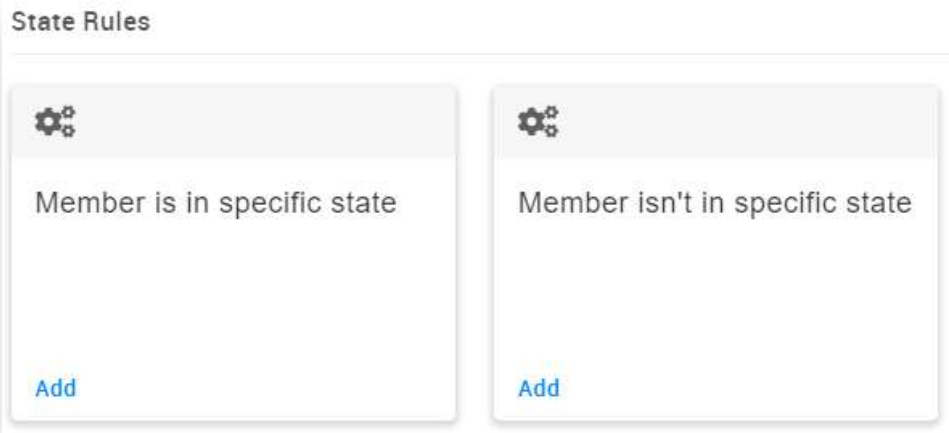 State Rules
Member is in specific state
Member isn't in specific state
Add
Add